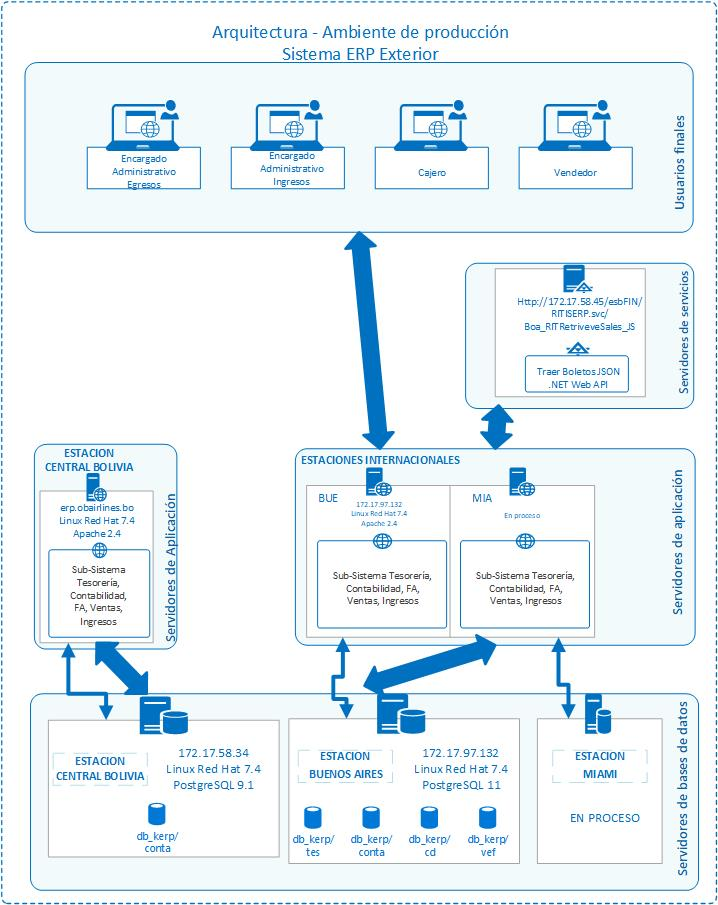 Arquitectura - Ambiente de producción
Sistema ERP Exterior
Encargado
Administrativo
Egresos
Encargado
Administrativo
Ingresos
Cajero
Vendedor
Usuarios finales
Http://172.17.58.45/esbFIN/
RITISERP.svc/
Boa_RITRetriveveSales_JS
Traer Boletos JSON
.NET Web API
Servidores de servicios
ESTACION
CENTRAL BOLIVIA
erp.obairlines.bo
Linux Red Hat 7.4
Apache 2.4
Sub-Sistema
Tesorería,
Contabilidad,
FA, Ventas,
Ingresos
Servidores de Aplicación
ESTACIONES INTERNACIONALES
BUE
172.17.97.132
Linux Red Hat 7.4
Apache 2.4
Sub-Sistema Tesorería,
Contabilidad, FA,
Ventas, Ingresos
MIA
En proceso
Sub-Sistema Tesorería,
Contabilidad, FA,
Ventas, Ingresos
Servidores de aplicación
ESTACION
CENTRAL BOLIVIA
172.17.58.34
Linux Red Hat 7.4
PostgreSQL 9.1
db_kerp/
conta
ESTACION
BUENOS AIRES
172.17.97.132
Linux Red Hat 7.4
PostgreSQL 11
db_kerp/
tes
db_kerp/
conta
db_kerp/
cd
db_kerp/
vef
ESTACION
MIAMI
EN PROCESO
Servidores de bases de datos